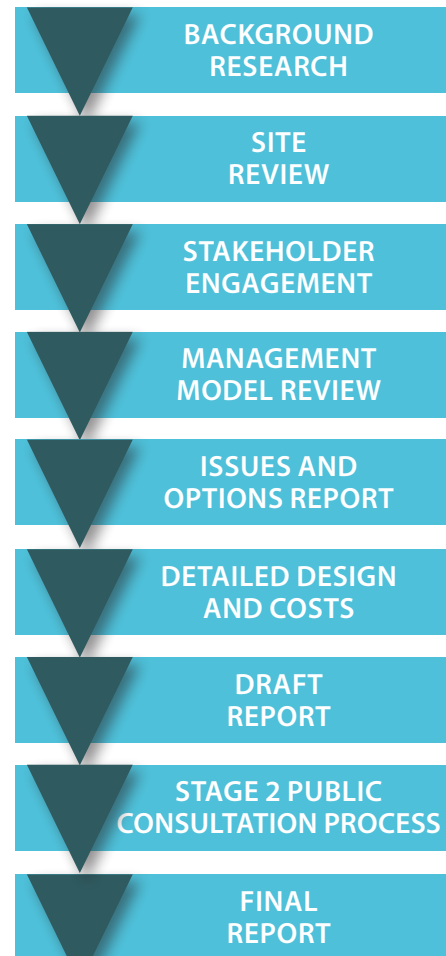 BACKGROUND
RESEARCH
SITE
REVIEW
STAKEHOLDER
ENGAGEMENT
MANAGEMENT
MODEL REVIEW
ISSUES AND
OPTIONS REPORT
DETAILED DESIGN
AND COSTS
DRAFT
REPORT
STAGE 2 PUBLIC
CONSULTATION PROCESS
FINAL
REPORT